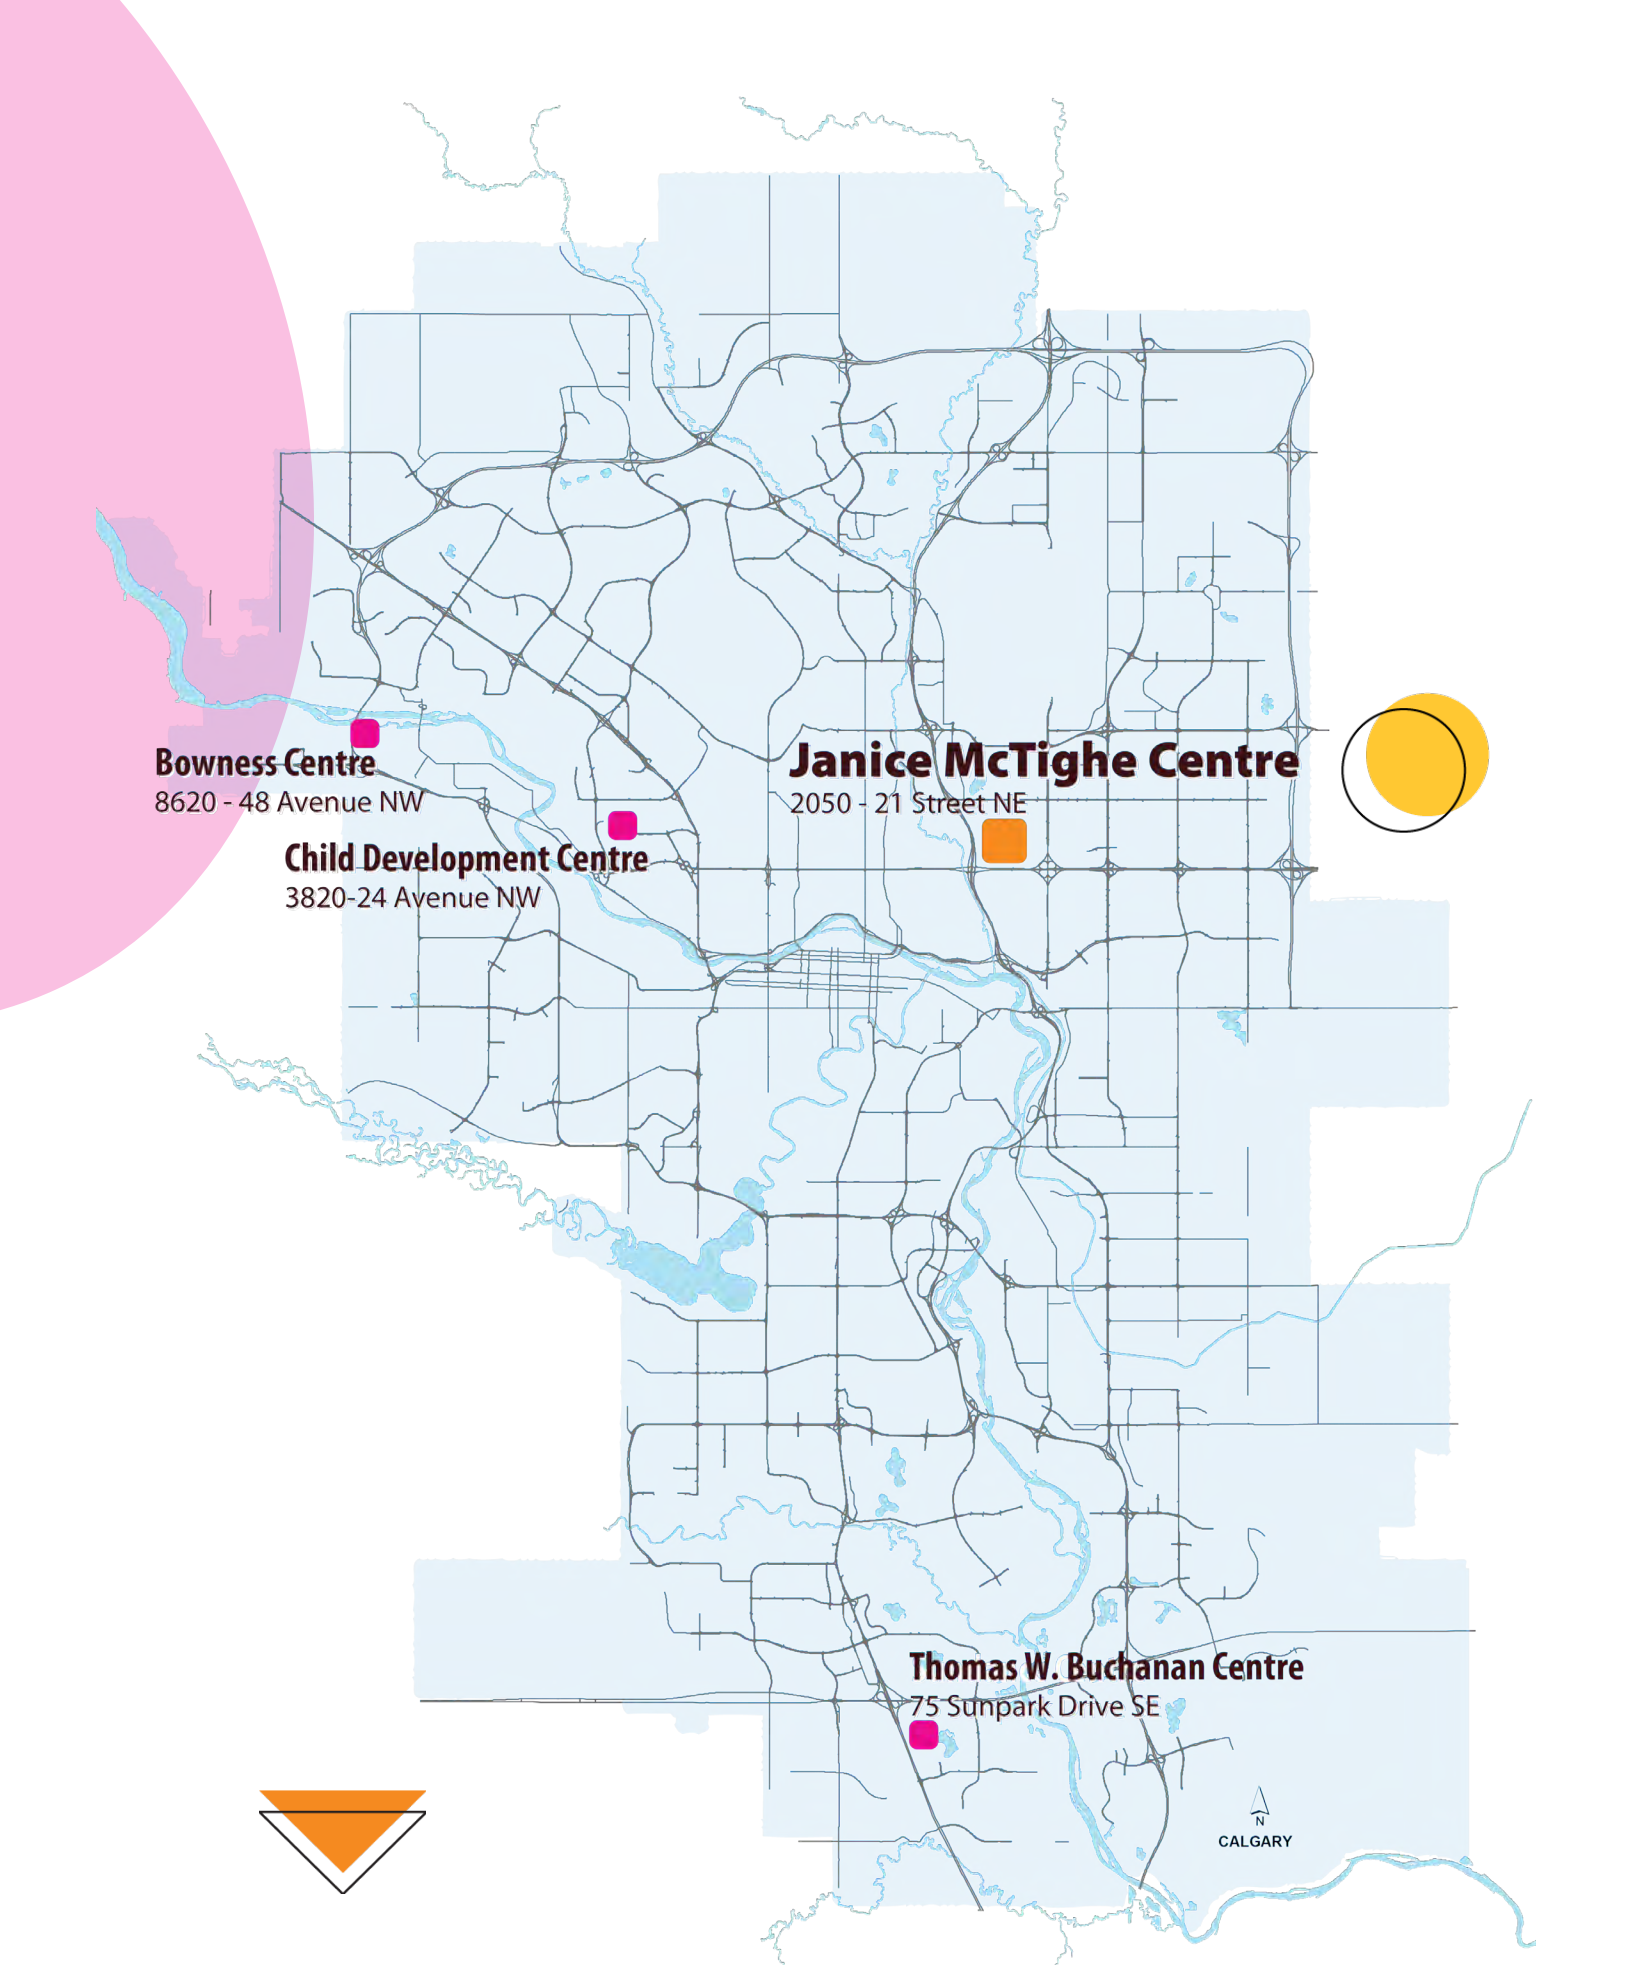 Janice McTighe Centre
2050 - 21 Street NE
Bowness Centre
8620 - 48 Avenue NW
Child Development Centre
3820-24 Avenue NW
Thomas W. Buchanan Centre
75 Sunpark Drive SE
N
CALGARY